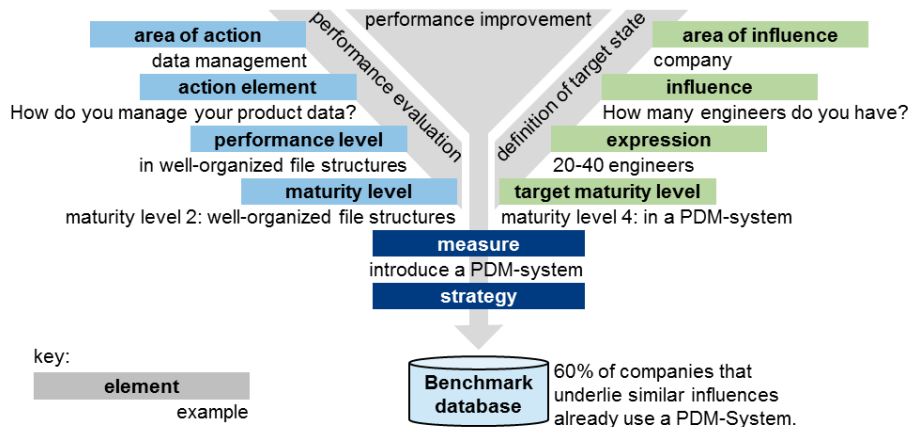 performance improvement
performance evaluation
definition of target state
area of action
data management
action element
How do you manage your product data?
performance level
in well-organized file structures
maturity level
maturity level 2: well-organized file structures
area of influence
company
influence
How many engineers do you have?
expression
20-40 engineers
target maturity level
maturity level 4: in a PDM-system
measure
introduce a PDM-system
strategy
key:
element
example
Benchmark
database
60% of companies that
underlie similar influences
already use a PDM-System.